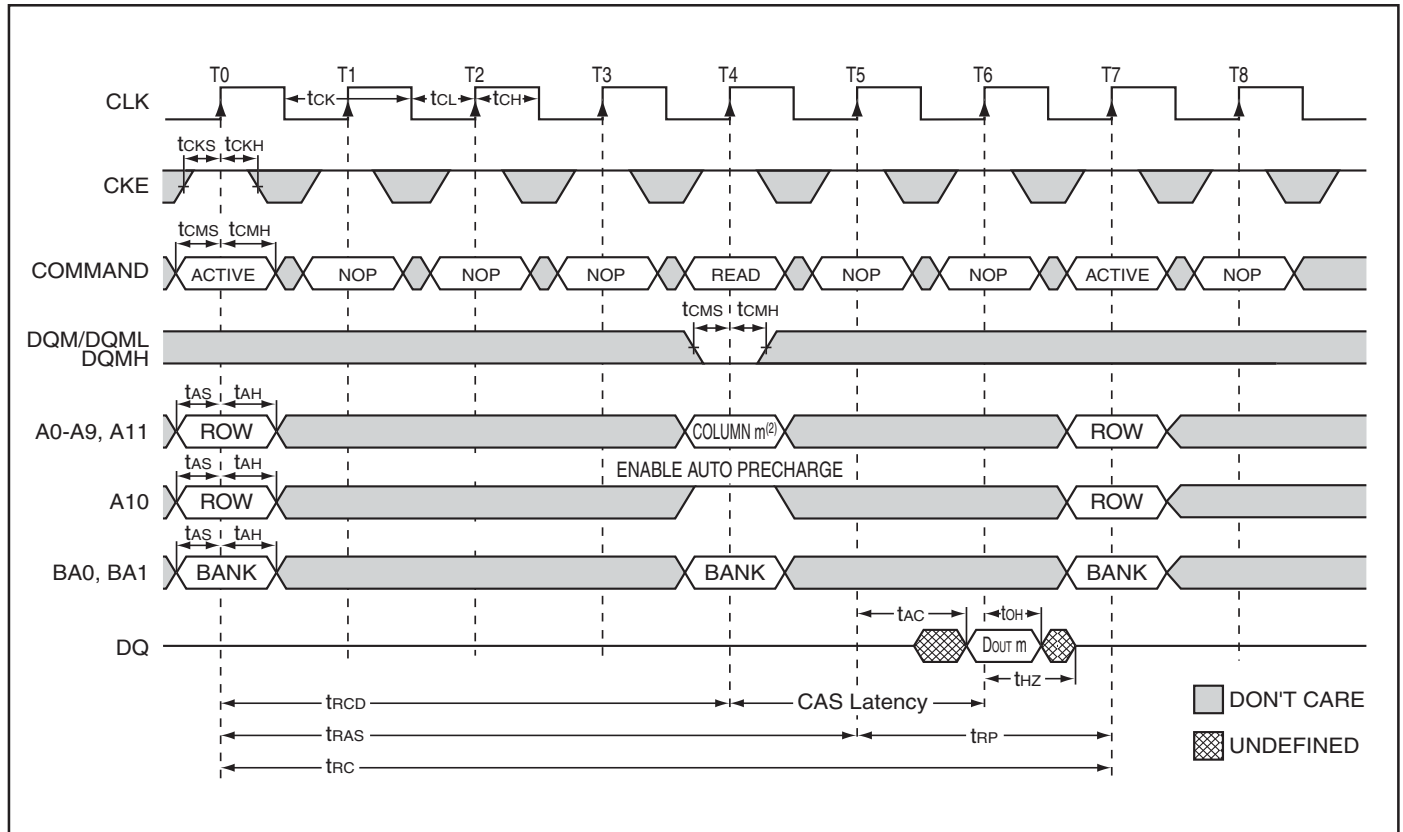 T0 T1 T2 T3 T4 T5 T6 T7 T8
CLK tCK tCL tCH
tCKS tCKH
CKE
tCMS tCMH
COMMAND ACTIVE NOP NOP NOP READ NOP NOP ACTIVE NOP
tCMS tCMH
DQM/DQML
DQMH
tAS tAH
A0-A9, A11 ROW COLUMN m(2) ROW
tAS tAH ENABLE AUTO PRECHARGE
A10 ROW ROW
tAS tAH
BA0, BA1 BANK BANK BANK
tAC tOH
DQ DOUT m
tHZ
tRCD CAS Latency
DON'T CARE
tRAS tRP
UNDEFINED
tRC